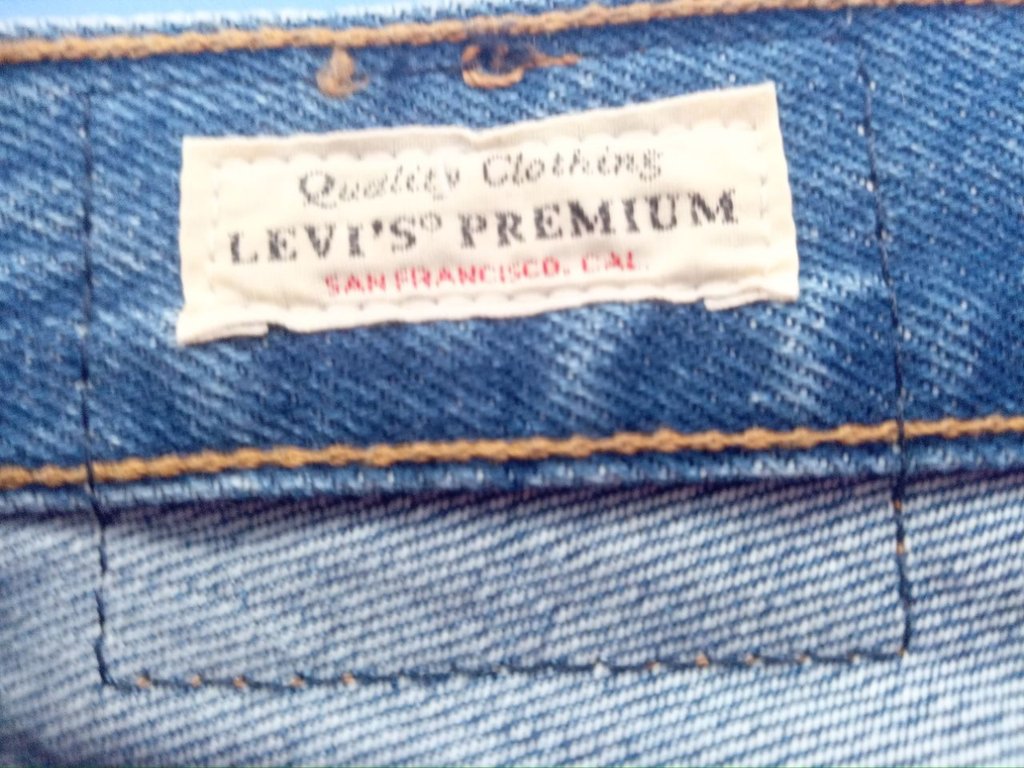 Quality Clothing
LEVI'S® PREMIUM
SAN FRANCISCO. CAL.